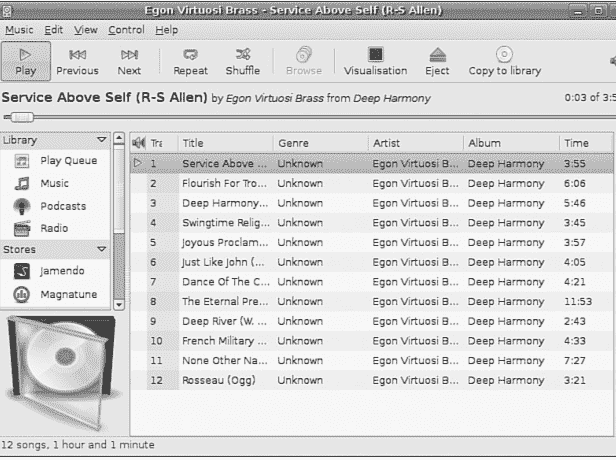 Egon Virtuosi Brass - Service Above Self (R-S Allen)
Music Edit View Control Help
Play Previous Next Repeat Shuffle Browse Visualisation Eject Copy to library
Service Above Self (R-S Allen) by Egon Virtuosi Brass from Deep Harmony 0:03 of 3:5
Library
Play Queue
Music
Podcasts
Radio
Stores
Jamendo
Magnatune
Tra Title Genre Artist Album Time
1 Service Above ... Unknown Egon Virtuosi B... Deep Harmony 3:55
2 Flourish For Tro... Unknown Egon Virtuosi B... Deep Harmony 6:06
3 Deep Harmony... Unknown Egon Virtuosi B... Deep Harmony 5:46
4 Swingtime Relig... Unknown Egon Virtuosi B... Deep Harmony 3:45
5 Joyous Proclam... Unknown Egon Virtuosi B... Deep Harmony 3:57
6 Just Like John (... Unknown Egon Virtuosi B... Deep Harmony 4:05
7 Dance Of The C... Unknown Egon Virtuosi B... Deep Harmony 4:21
8 The Eternal Pre... Unknown Egon Virtuosi B... Deep Harmony 11:53
9 Deep River (W. ... Unknown Egon Virtuosi B... Deep Harmony 2:43
10 French Military ... Unknown Egon Virtuosi B... Deep Harmony 4:33
11 None Other Na... Unknown Egon Virtuosi B... Deep Harmony 7:27
12 Rosseau (Ogg) Unknown Egon Virtuosi B... Deep Harmony 3:21
12 songs, 1 hour and 1 minute